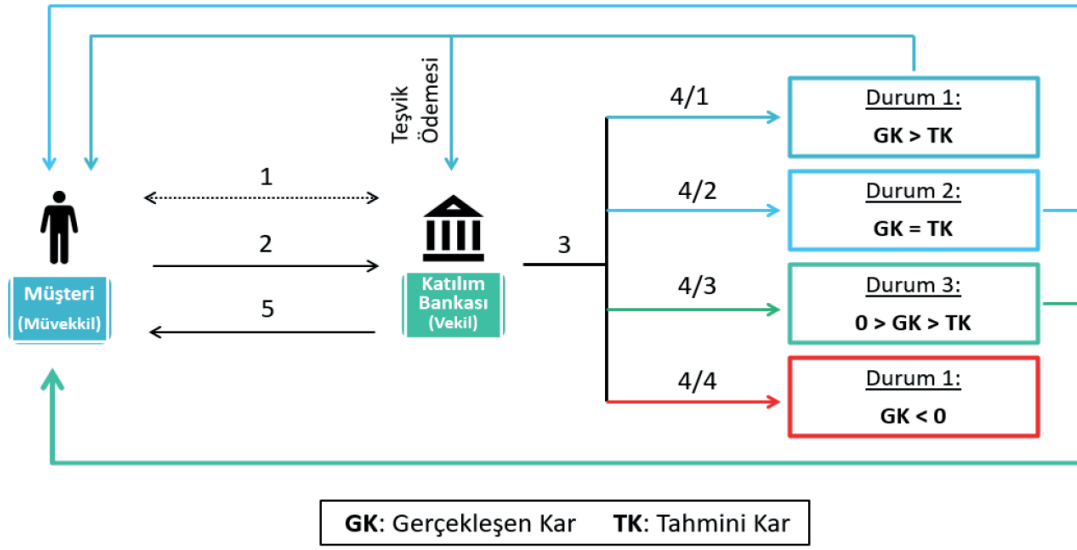 Teşvik
Ödemesi
4/1
Durum 1:
GK > TK
1
4/2
Durum 2:
GK = TK
2
3
Müşteri
(Müvekkil)
Katılım
Bankası
(Vekil)
4/3
Durum 3:
0 > GK > TK
5
4/4
Durum 1:
GK < 0
GK: Gerçekleşen Kar TK: Tahmini Kar